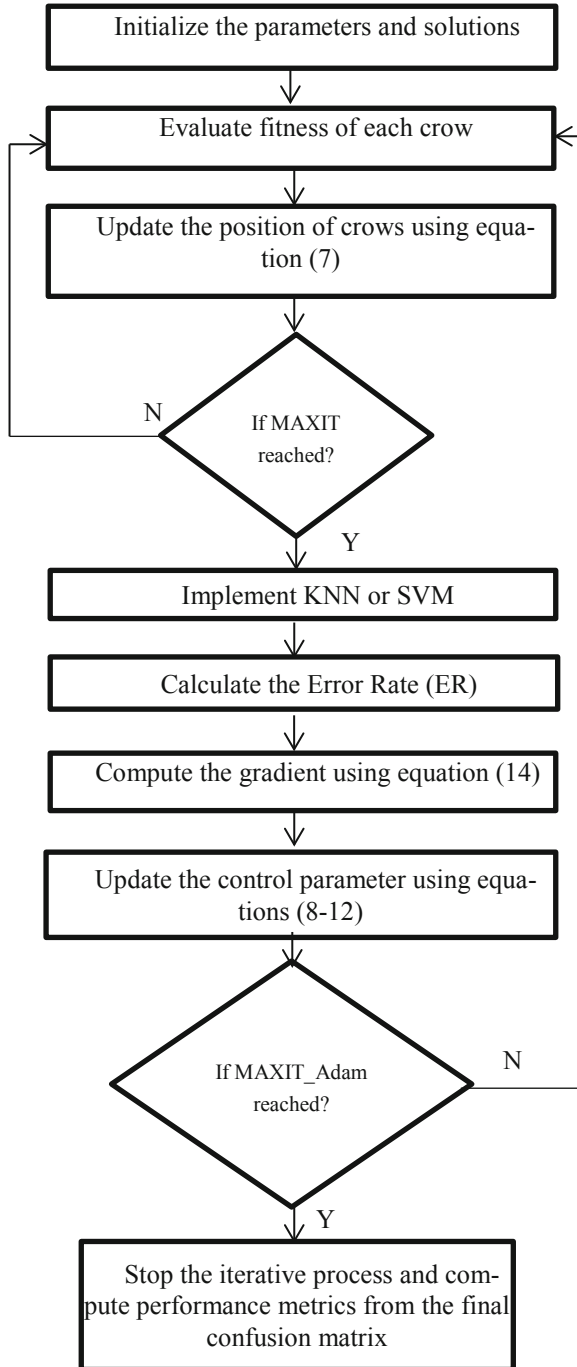 Initialize the parameters and solutions
Evaluate fitness of each crow
Update the position of crows using equa-
tion (7)
N
If MAXIT
reached?
Y
Implement KNN or SVM
Calculate the Error Rate (ER)
Compute the gradient using equation (14)
Update the control parameter using equa-
tions (8-12)
If MAXIT_Adam
reached?
N
Y
Stop the iterative process and com-
pute performance metrics from the final
confusion matrix